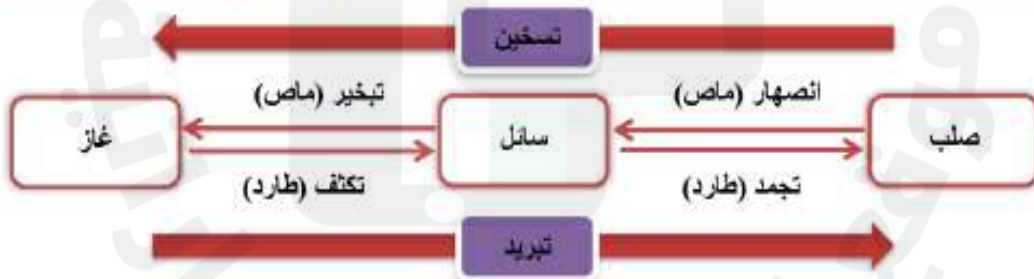 تسخين
انصهار (ماص)
تبخير (ماص)
صلب
سائل
غاز
تجمد (طارد)
تكثف (طارد)
تبريد